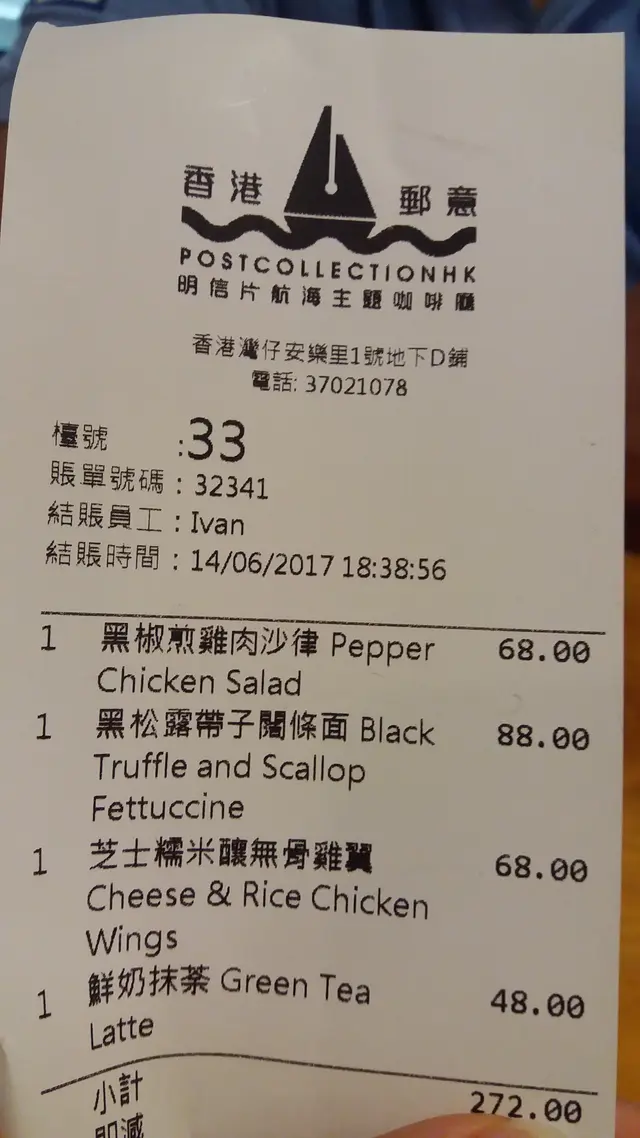 香港 郵意
POSTCOLLECTIONHK
明信片航海主題咖啡廳
香港灣仔安樂里1號地下D鋪
電話: 37021078
檯號 :33
賬單號碼 : 32341
結賬員工 : Ivan
結賬時間 : 14/06/2017 18:38:56
1 黑椒煎雞肉沙律 Pepper 68.00
Chicken Salad
1 黑松露帶子闊條面 Black 88.00
Truffle and Scallop
Fettuccine
1 芝士糯米釀無骨雞翼 68.00
Cheese & Rice Chicken
Wings
1 鮮奶抹茶 Green Tea 48.00
Latte
小計 272.00
即減